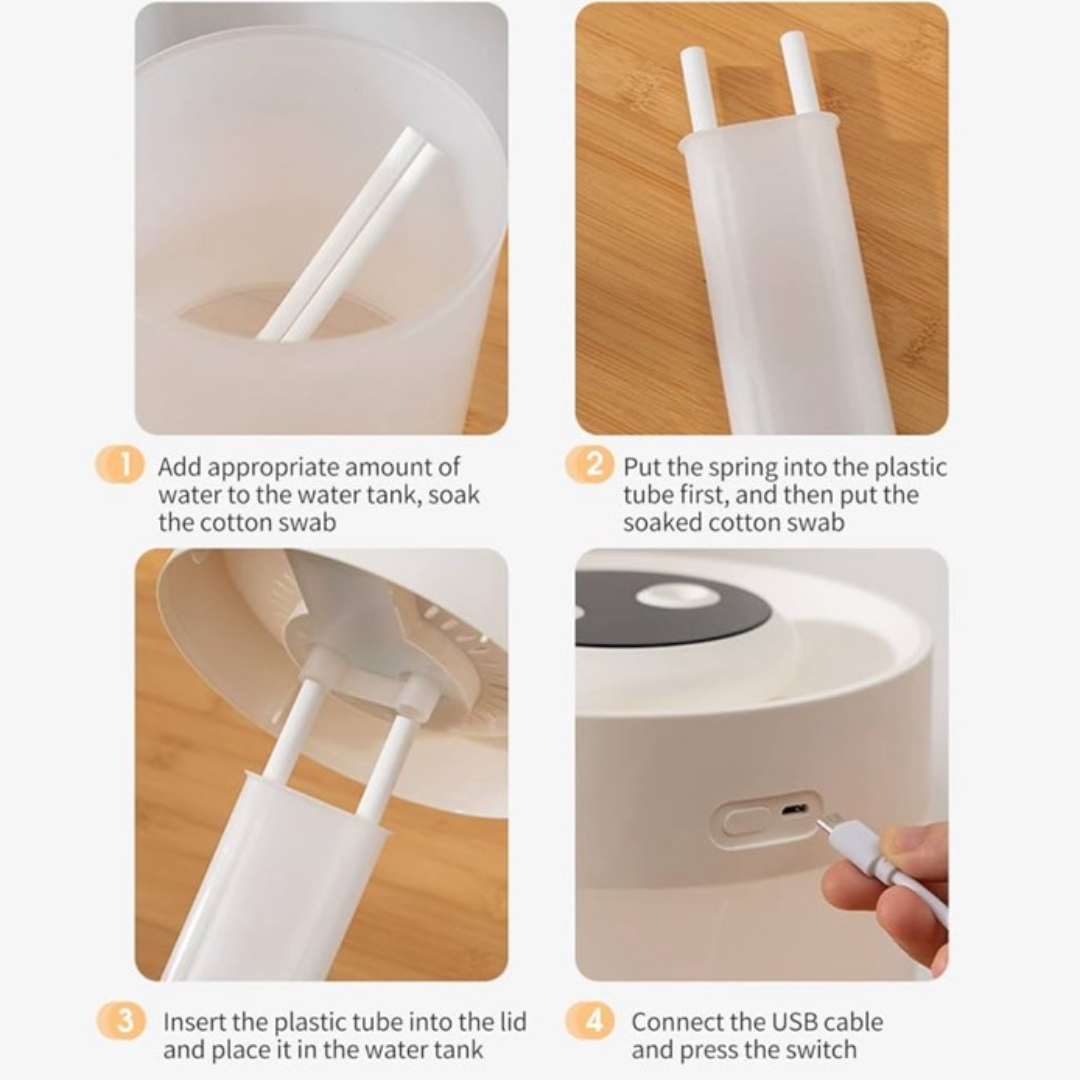 1 Add appropriate amount of
water to the water tank, soak
the cotton swab
2 Put the spring into the plastic
tube first, and then put the
soaked cotton swab
3 Insert the plastic tube into the lid
and place it in the water tank
4 Connect the USB cable
and press the switch